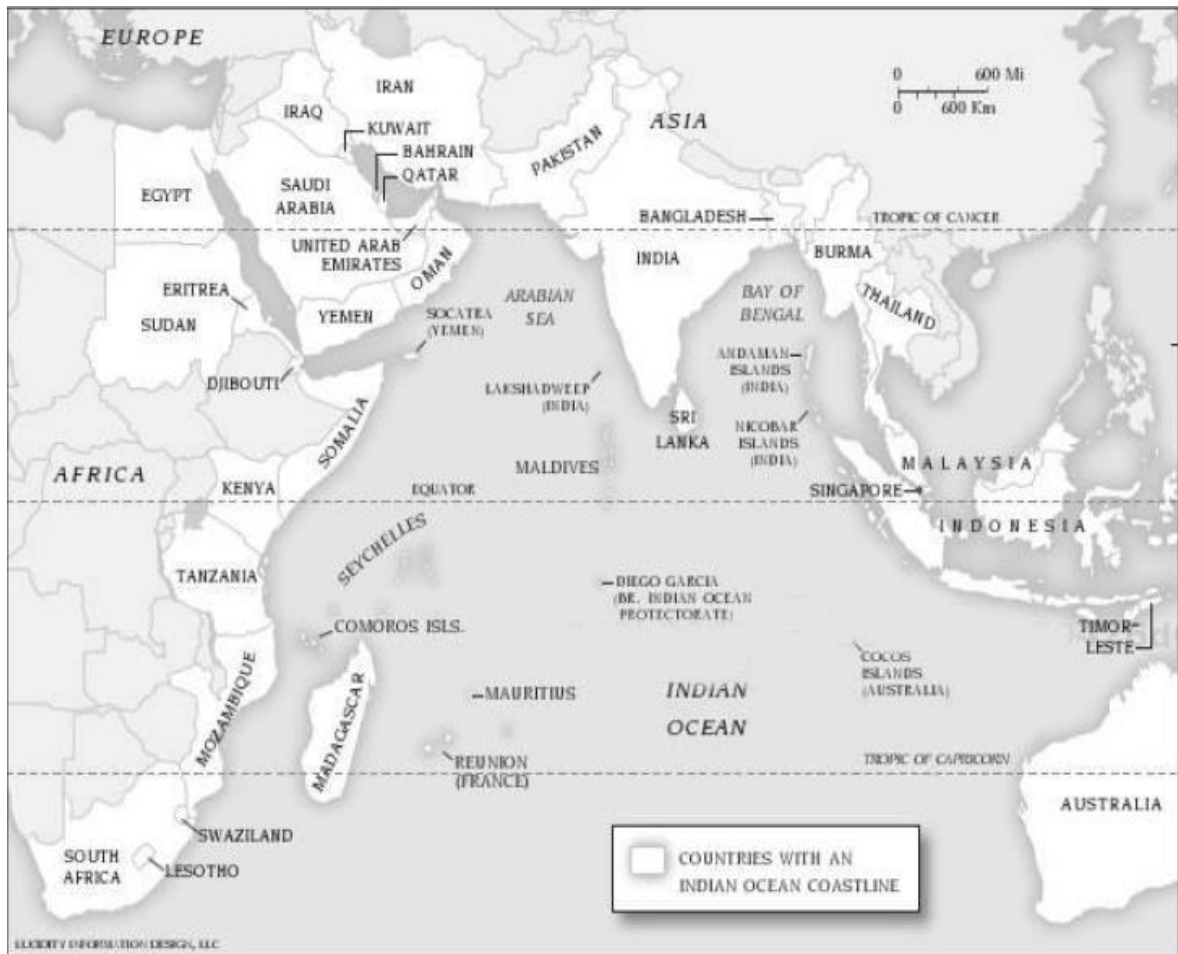 EUROPE
0 600 Mi
0 600 Km
IRAN
IRAQ
ASIA
KUWAIT
BAHRAIN
QATAR
PAKISTAN
EGYPT
SAUDI
ARABIA
BANGLADESH
TROPIC OF CANCER
UNITED ARAB
EMIRATES
OMAN
INDIA
BURMA
ERITREA
SUDAN
YEMEN
SOCATRA
(YEMEN)
ARABIAN
SEA
BAY OF
BENGAL
THAILAND
DJIBOUTI
LAKSHADWEEP
(INDIA)
ANDAMAN
ISLANDS
(INDIA)
SOMALIA
SRI
LANKA
NICOBAR
ISLANDS
(INDIA)
AFRICA
KENYA
MALDIVES
MALAYSIA
EQUATOR
SINGAPORE
INDONESIA
SEYCHELLES
TANZANIA
DIEGO GARCIA
(BR. INDIAN OCEAN
PROTECTORATE)
COMOROS ISLS.
TIMOR-
LESTE
MOZAMBIQUE
MADAGASCAR
MAURITIUS
INDIAN
OCEAN
COCOS
ISLANDS
(AUSTRALIA)
REUNION
(FRANCE)
TROPIC OF CAPRICORN
AUSTRALIA
SWAZILAND
SOUTH
AFRICA
LESOTHO
COUNTRIES WITH AN
INDIAN OCEAN COASTLINE
LUCIDITY INFORMATION DESIGN, LLC